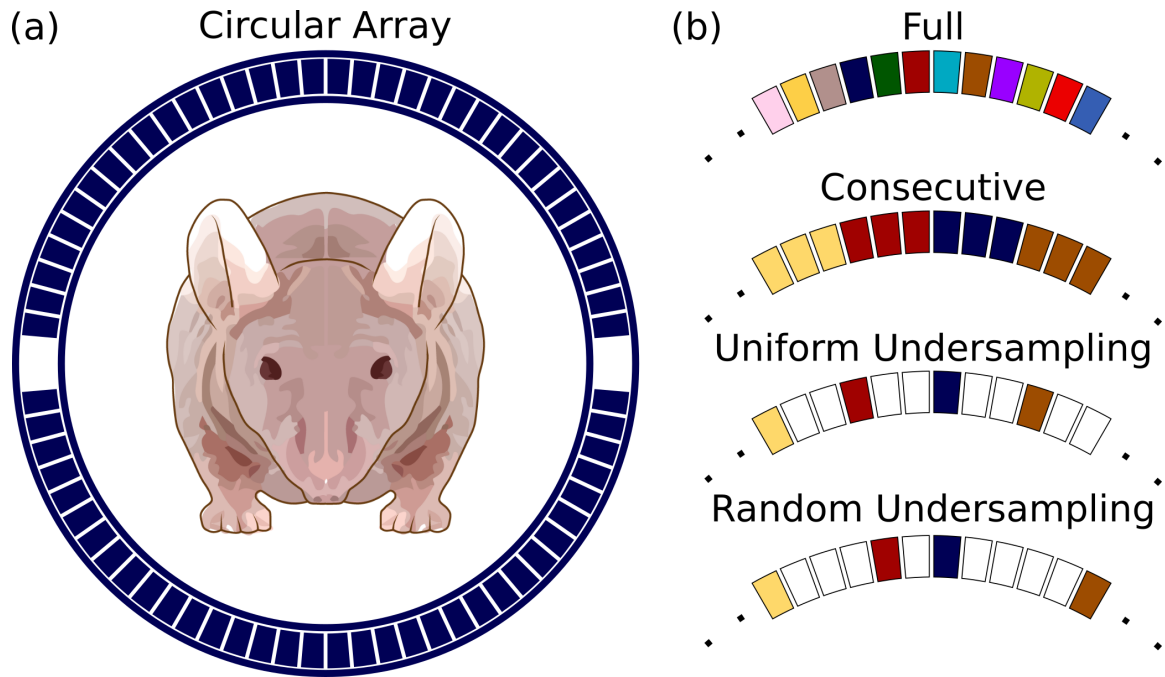 (a)
Circular Array
(b)
Full
Consecutive
Uniform Undersampling
Random Undersampling